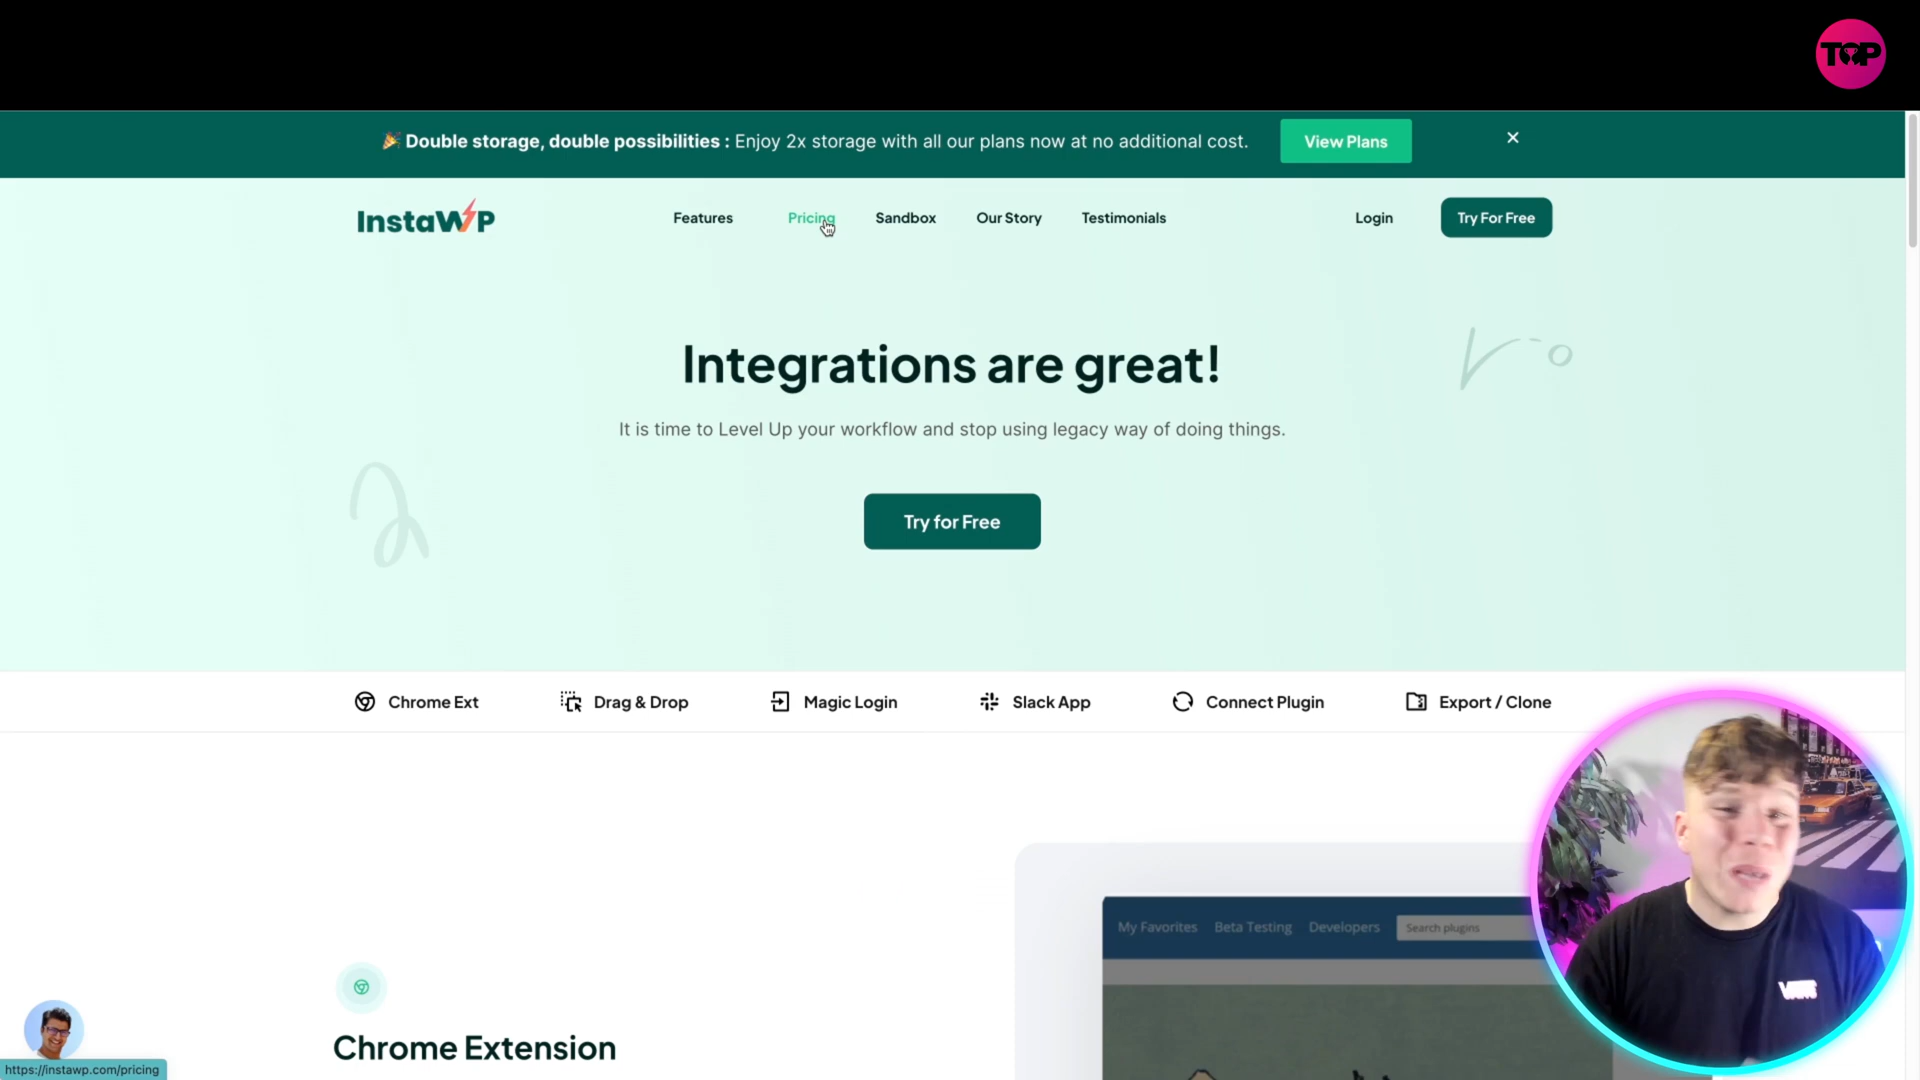 TOP
🎉 Double storage, double possibilities : Enjoy 2x storage with all our plans now at no additional cost.
View Plans
InstaWP
Features
Pricing
Sandbox
Our Story
Testimonials
Login
Try For Free
Integrations are great!
It is time to Level Up your workflow and stop using legacy way of doing things.
Try for Free
Chrome Ext
Drag & Drop
Magic Login
Slack App
Connect Plugin
Export / Clone
My Favorites
Beta Testing
Developers
Search plugins
VANS
Chrome Extension
https://instawp.com/pricing